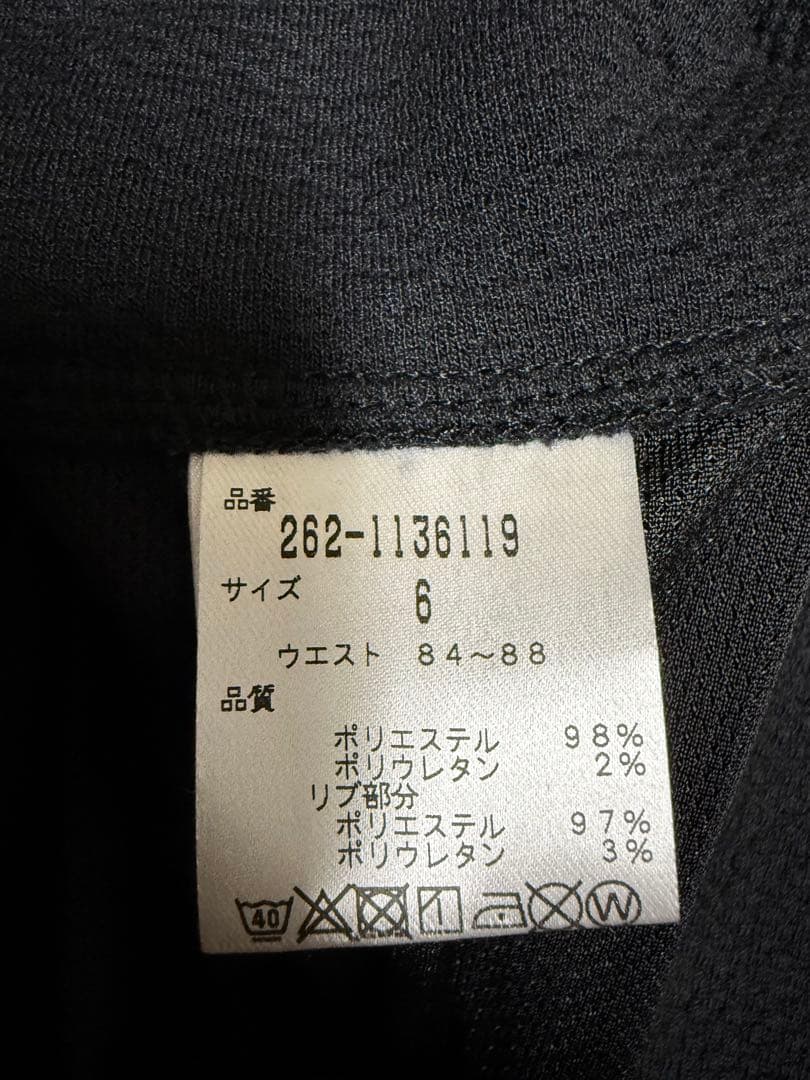 品番
262-1136119
サイズ
6
ウエスト 84~88
品質
ポリエステル 98%
ポリウレタン 2%
リブ部分
ポリエステル 97%
ポリウレタン 3%
40 W